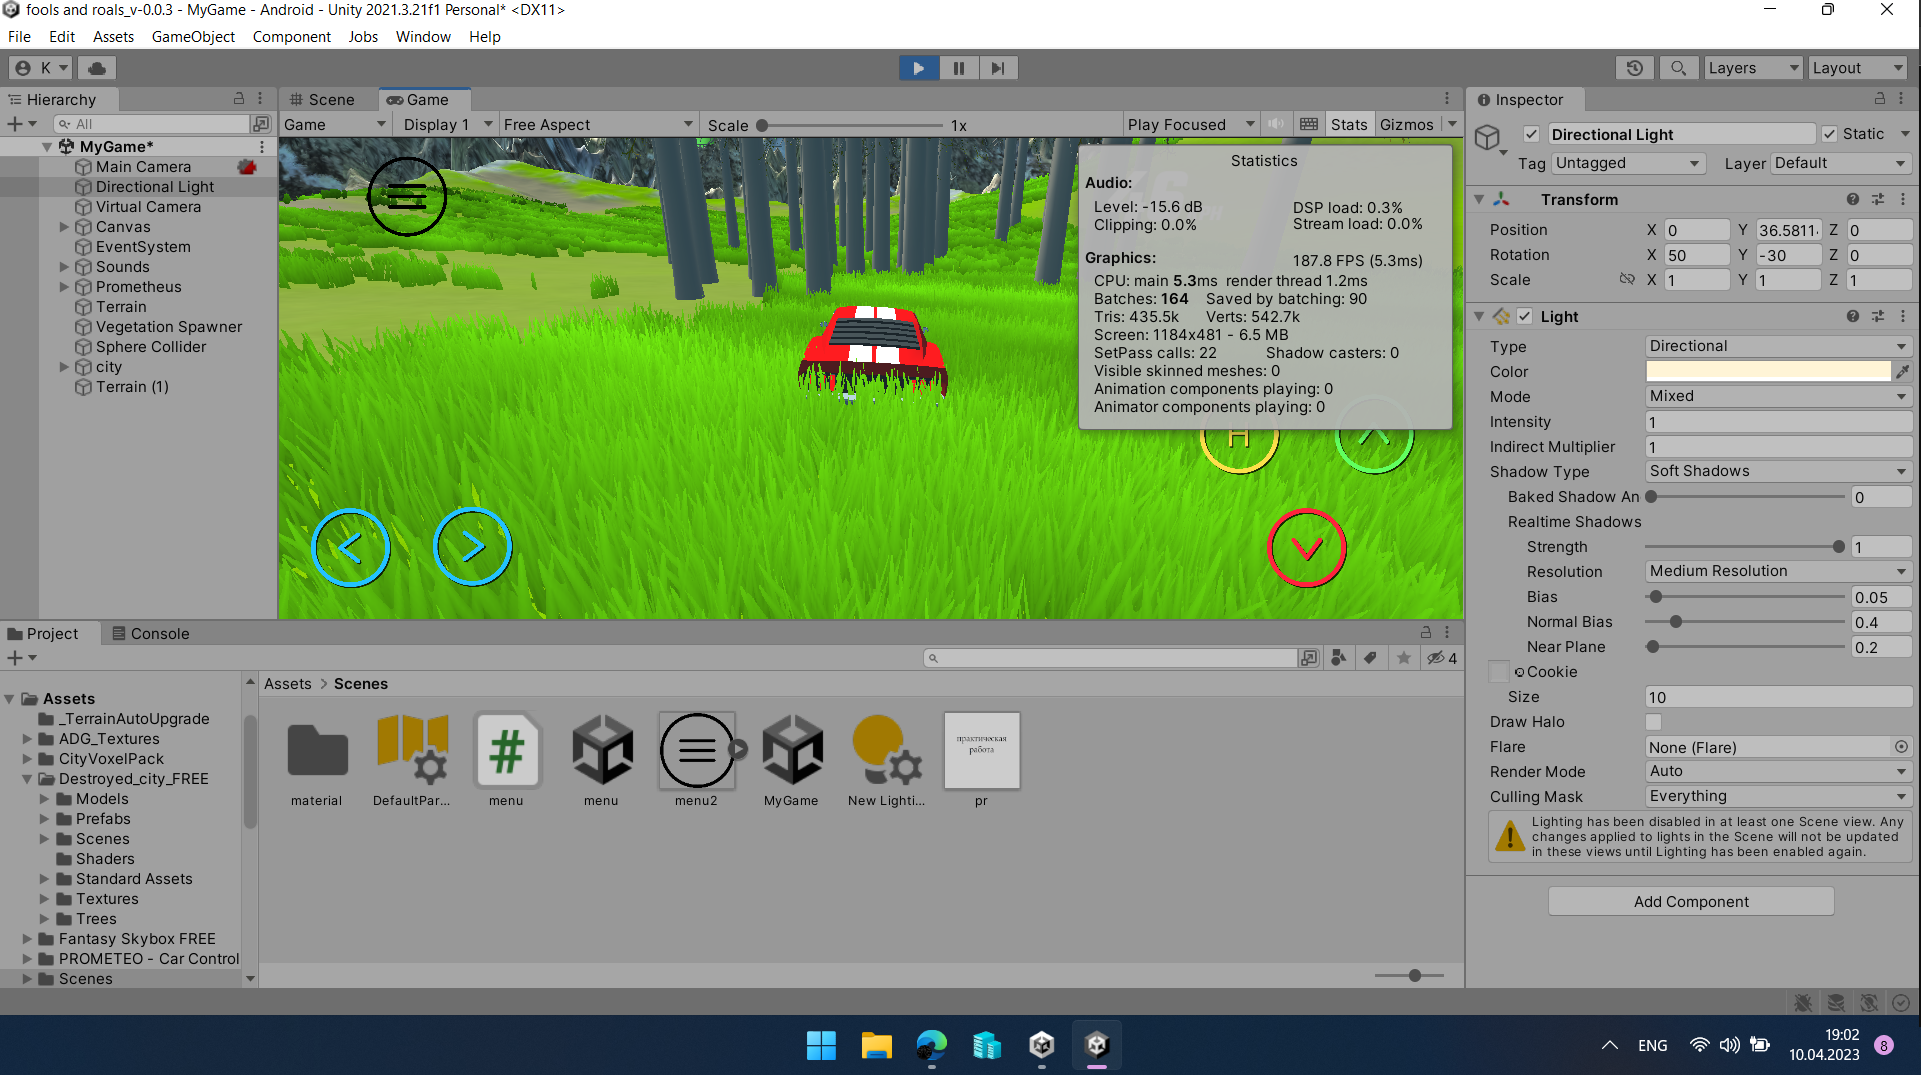 fools and roals_v-0.0.3 - MyGame - Android - Unity 2021.3.21f1 Personal* <DX11>
File Edit Assets GameObject Component Jobs Window Help
K Layers Layout
Hierarchy
All
MyGame*
Main Camera
Directional Light
Virtual Camera
Canvas
EventSystem
Sounds
Prometheus
Terrain
Vegetation Spawner
Sphere Collider
city
Terrain (1)
Scene Game
Game Display 1 Free Aspect Scale 1x Play Focused Stats Gizmos
Statistics
Audio:
Level: -15.6 dB DSP load: 0.3%
Clipping: 0.0% Stream load: 0.0%
Graphics: 187.8 FPS (5.3ms)
CPU: main 5.3ms render thread 1.2ms
Batches: 164 Saved by batching: 90
Tris: 435.5k Verts: 542.7k
Screen: 1184x481 - 6.5 MB
SetPass calls: 22 Shadow casters: 0
Visible skinned meshes: 0
Animation components playing: 0
Animator components playing: 0
H
Inspector
Directional Light Static
Tag Untagged Layer Default
Transform
Position X 0 Y 36.5811 Z 0
Rotation X 50 Y -30 Z 0
Scale X 1 Y 1 Z 1
Light
Type Directional
Color
Mode Mixed
Intensity 1
Indirect Multiplier 1
Shadow Type Soft Shadows
Baked Shadow An 0
Realtime Shadows
Strength 1
Resolution Medium Resolution
Bias 0.05
Normal Bias 0.4
Near Plane 0.2
Cookie
Size 10
Draw Halo
Flare None (Flare)
Render Mode Auto
Culling Mask Everything
Lighting has been disabled in at least one Scene view. Any
changes applied to lights in the Scene will not be updated
in these views until Lighting has been enabled again.
Add Component
Project Console
4
Assets
_TerrainAutoUpgrade
ADG_Textures
CityVoxelPack
Destroyed_city_FREE
Models
Prefabs
Scenes
Shaders
Standard Assets
Textures
Trees
Fantasy Skybox FREE
PROMETEO - Car Control
Scenes
Assets > Scenes
практическая
работа
material DefaultPar... menu menu menu2 MyGame New Lighti... pr
ENG 19:02 8
10.04.2023